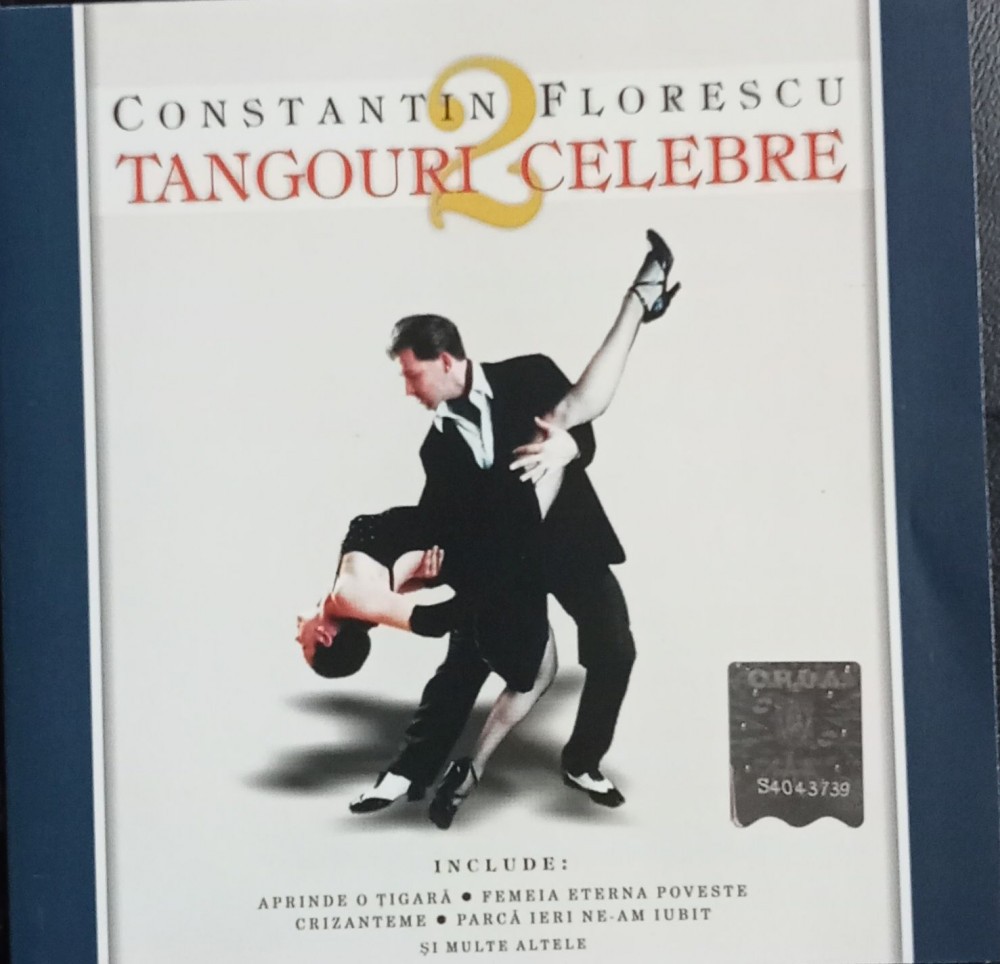 CONSTANTIN FLORESCU
2
TANGOURI CELEBRE
O.R.D.A.
S4043739
INCLUDE:
APRINDE O ȚIGARĂ • FEMEIA ETERNA POVESTE
CRIZANTEME • PARCĂ IERI NE-AM IUBIT
ȘI MULTE ALTELE